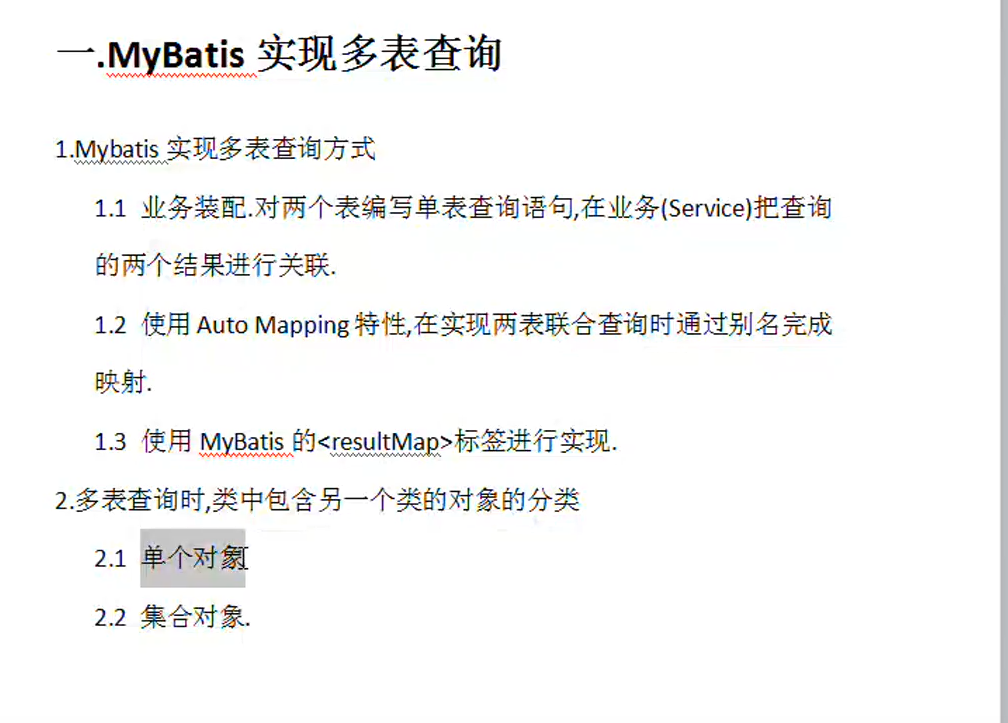 一.MyBatis 实现多表查询
1.Mybatis 实现多表查询方式
1.1 业务装配.对两个表编写单表查询语句,在业务(Service)把查询
的两个结果进行关联.
1.2 使用 Auto Mapping 特性,在实现两表联合查询时通过别名完成
映射.
1.3 使用 MyBatis 的<resultMap>标签进行实现.
2.多表查询时,类中包含另一个类的对象的分类
2.1 单个对象
2.2 集合对象.